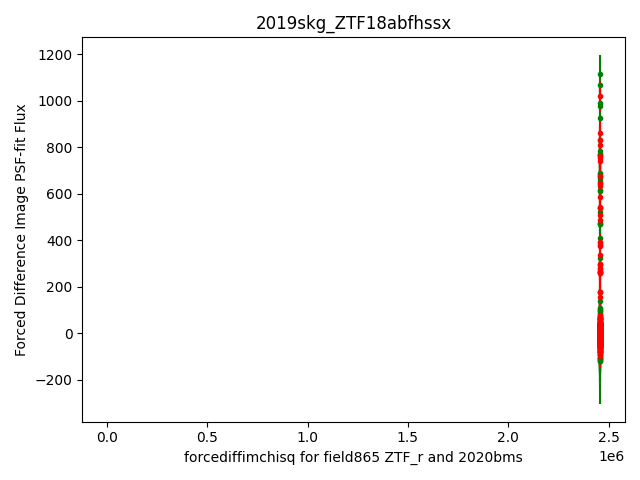 2019skg_ZTF18abfhssx
Forced Difference Image PSF-fit Flux
1200
1000
800
600
400
200
0
−200
0.0 0.5 1.0 1.5 2.0 2.5
1e6
forcediffimchisq for field865 ZTF_r and 2020bms